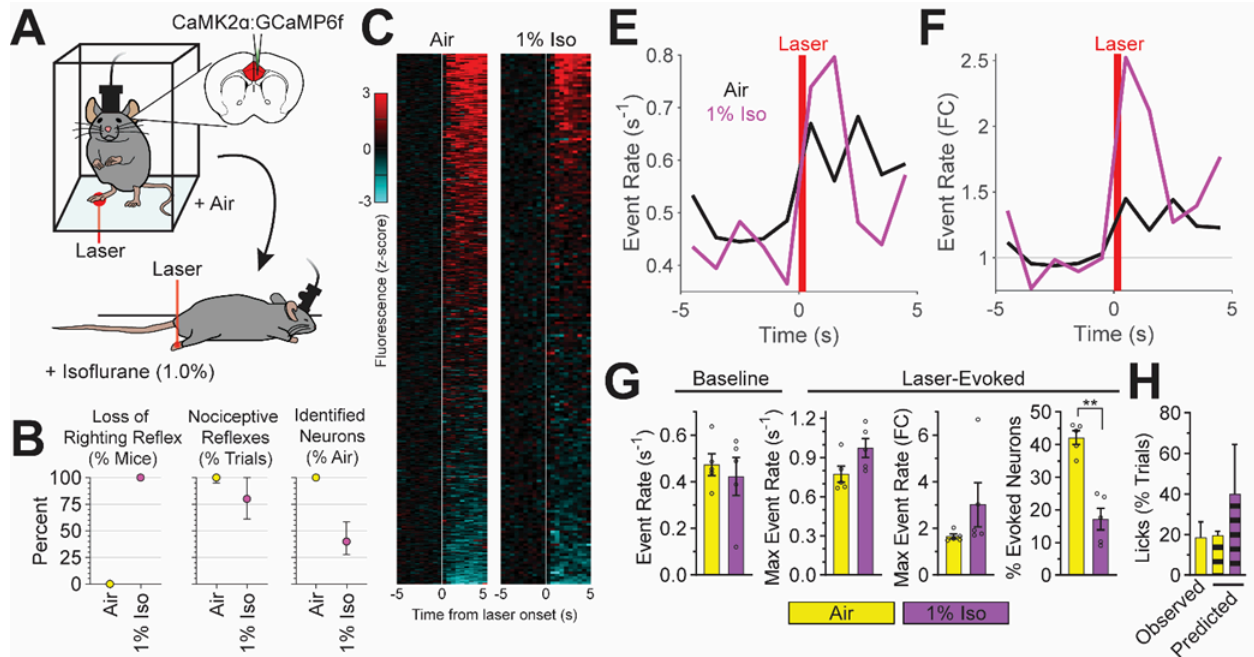 A
CaMK2α:GCaMP6f
+ Air
Laser
Laser
+ Isoflurane (1.0%)
B
Loss of
Righting Reflex
(% Mice)
Nociceptive
Reflexes
(% Trials)
Identified
Neurons
(% Air)
Percent
100
75
50
25
0
Air
1% Iso
Air
1% Iso
Air
1% Iso
C
Air
1% Iso
3
0
-3
Fluorescence (z-score)
-5
0
5
-5
0
5
Time from laser onset (s)
E
Laser
Air
1% Iso
Event Rate (s-1)
0.8
0.7
0.6
0.5
0.4
-5
0
5
Time (s)
F
Laser
Event Rate (FC)
2.5
2
1.5
1
-5
0
5
Time (s)
G
Baseline
Laser-Evoked
Event Rate (s-1)
0.6
0.4
0.2
0.0
Max Event Rate (s-1)
1.2
0.9
0.6
0.3
0.0
Max Event Rate (FC)
6
4
2
0
% Evoked Neurons
50
40
30
20
10
0
**
Air
1% Iso
H
Licks (% Trials)
80
60
40
20
0
Observed
Predicted